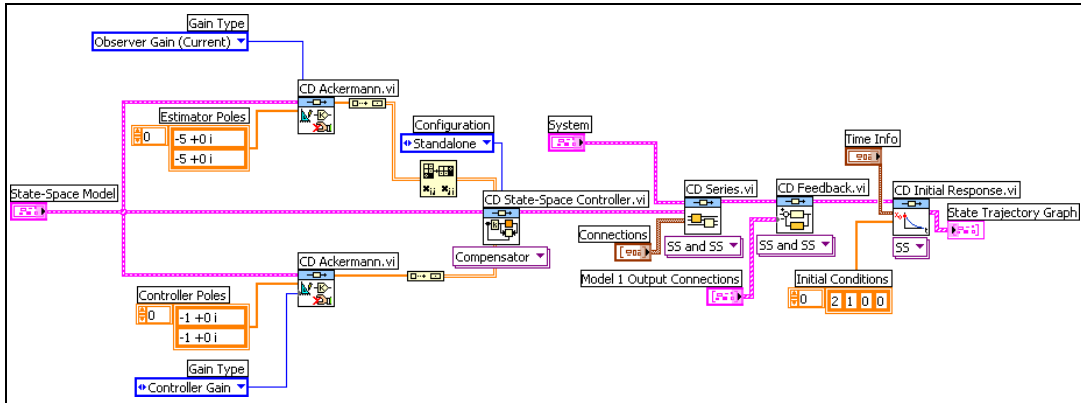 Gain Type
Observer Gain (Current)
CD Ackermann.vi
Estimator Poles
0
-5 +0 i
-5 +0 i
Configuration
Standalone
System
Time Info
State-Space Model
CD State-Space Controller.vi
CD Series.vi
CD Feedback.vi
CD Initial Response.vi
State Trajectory Graph
Connections
SS and SS
SS and SS
SS
Compensator
CD Ackermann.vi
Model 1 Output Connections
Initial Conditions
0
2 1 0 0
Controller Poles
0
-1 +0 i
-1 +0 i
Gain Type
Controller Gain